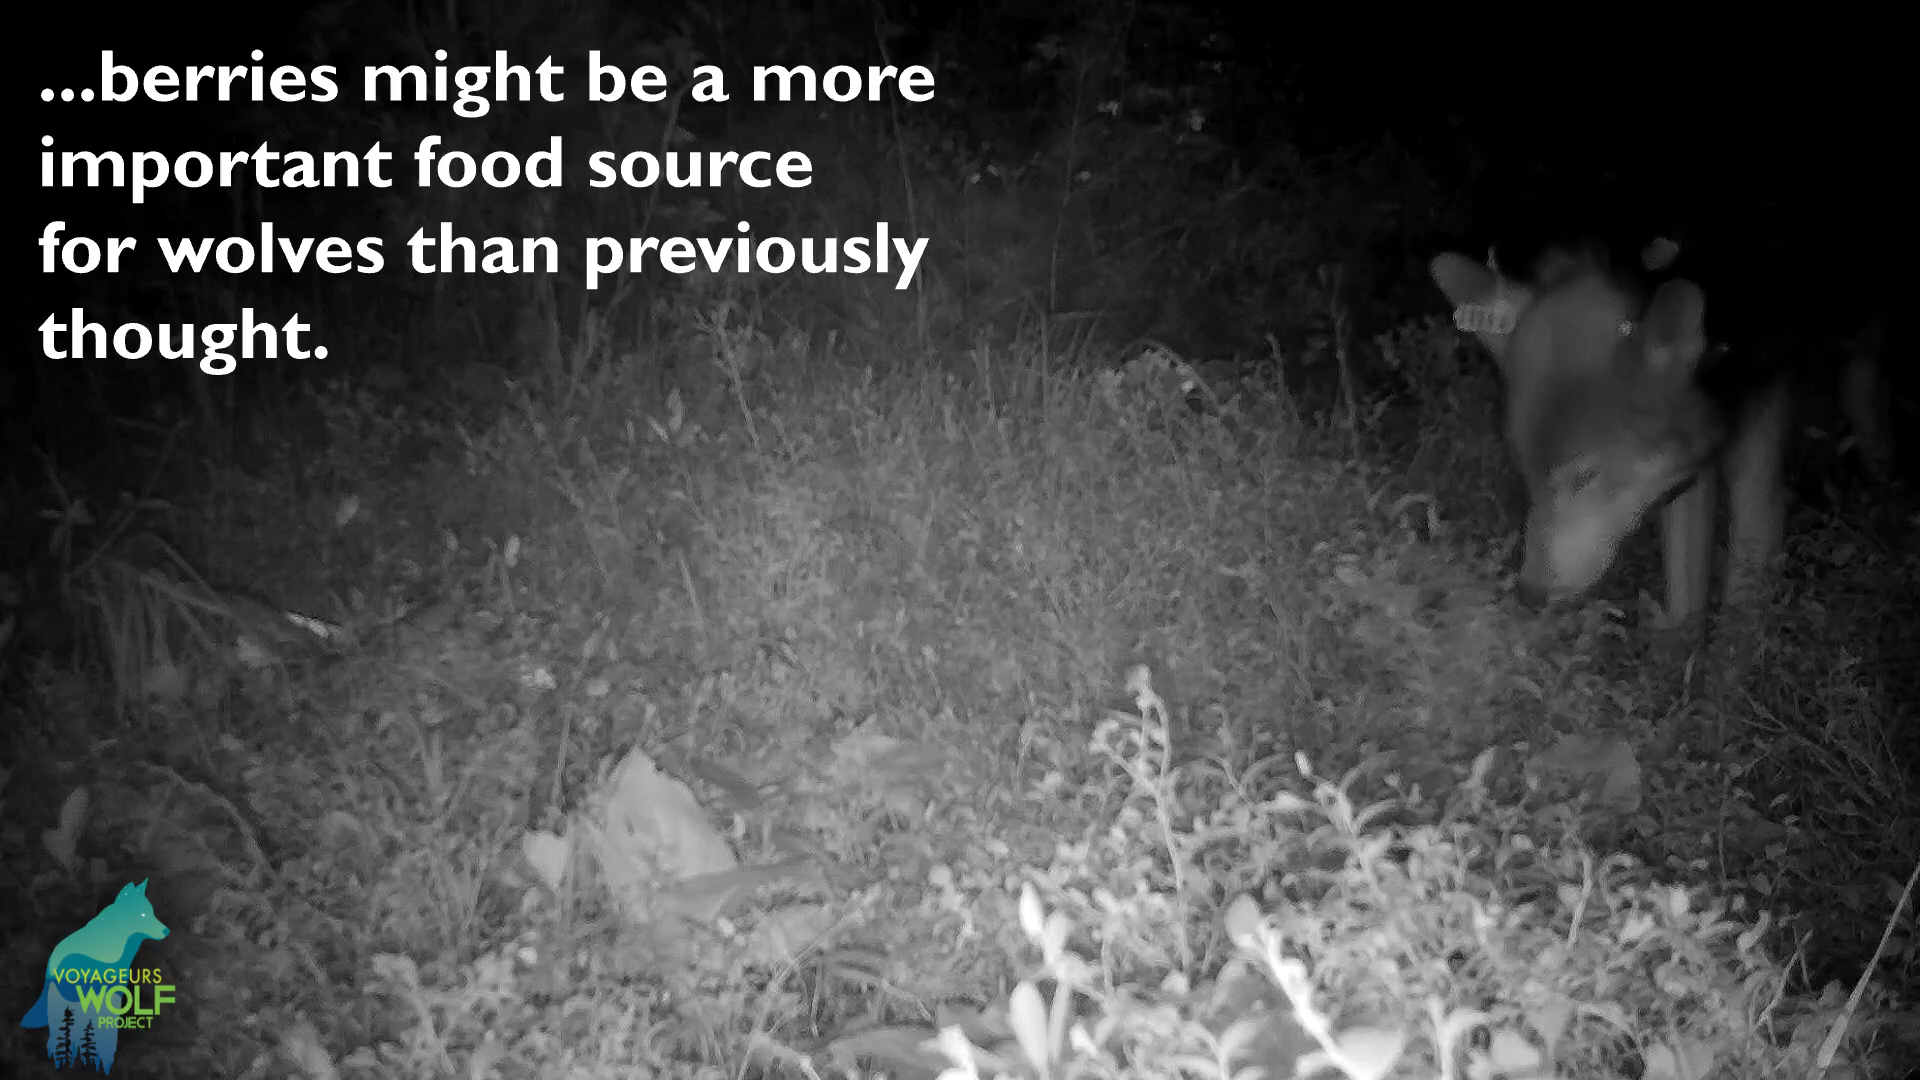 ...berries might be a more
important food source
for wolves than previously
thought.
VOYAGEURS
WOLF
PROJECT